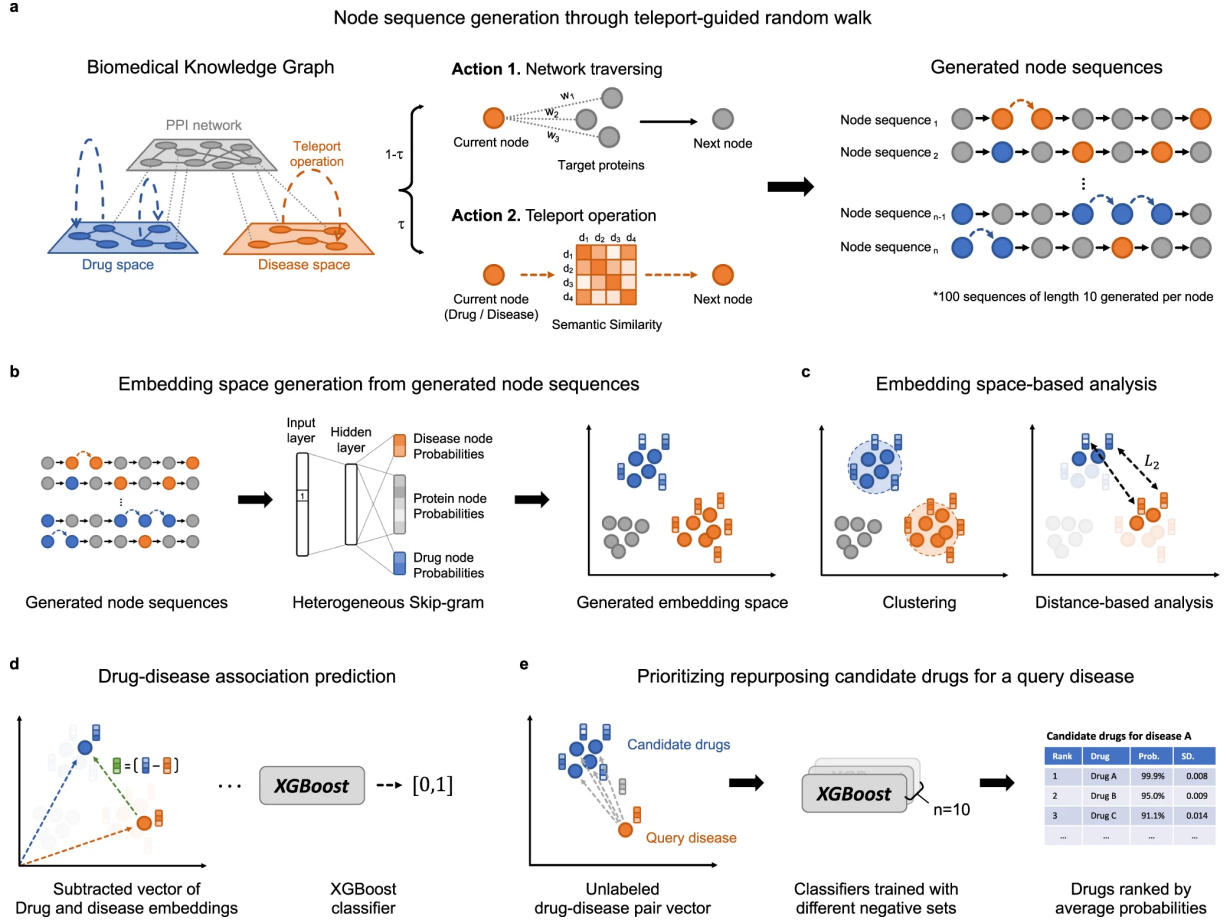 a
Node sequence generation through teleport-guided random walk
Biomedical Knowledge Graph
PPI network
Teleport
operation
Drug space
Disease space
1-τ
τ
Action 1. Network traversing
w1
w2
w3
Current node
Target proteins
Next node
Action 2. Teleport operation
d1 d2 d3 d4
d1
d2
d3
d4
Current node
(Drug / Disease)
Semantic Similarity
Next node
Generated node sequences
Node sequence 1
Node sequence 2
⋮
Node sequence n-1
Node sequence n
*100 sequences of length 10 generated per node
b
Embedding space generation from generated node sequences
Generated node sequences
Input
layer
Hidden
layer
1
Disease node
Probabilities
Protein node
Probabilities
Drug node
Probabilities
Heterogeneous Skip-gram
Generated embedding space
c
Embedding space-based analysis
Clustering
L2
Distance-based analysis
d
Drug-disease association prediction
= ( - )
Subtracted vector of
Drug and disease embeddings
...
XGBoost
[0,1]
XGBoost
classifier
e
Prioritizing repurposing candidate drugs for a query disease
Candidate drugs
Query disease
Unlabeled
drug-disease pair vector
XGBoost
n=10
Classifiers trained with
different negative sets
Candidate drugs for disease A
Rank Drug Prob. SD.
1 Drug A 99.9% 0.008
2 Drug B 95.0% 0.009
3 Drug C 91.1% 0.014
... ... ... ...
Drugs ranked by
average probabilities